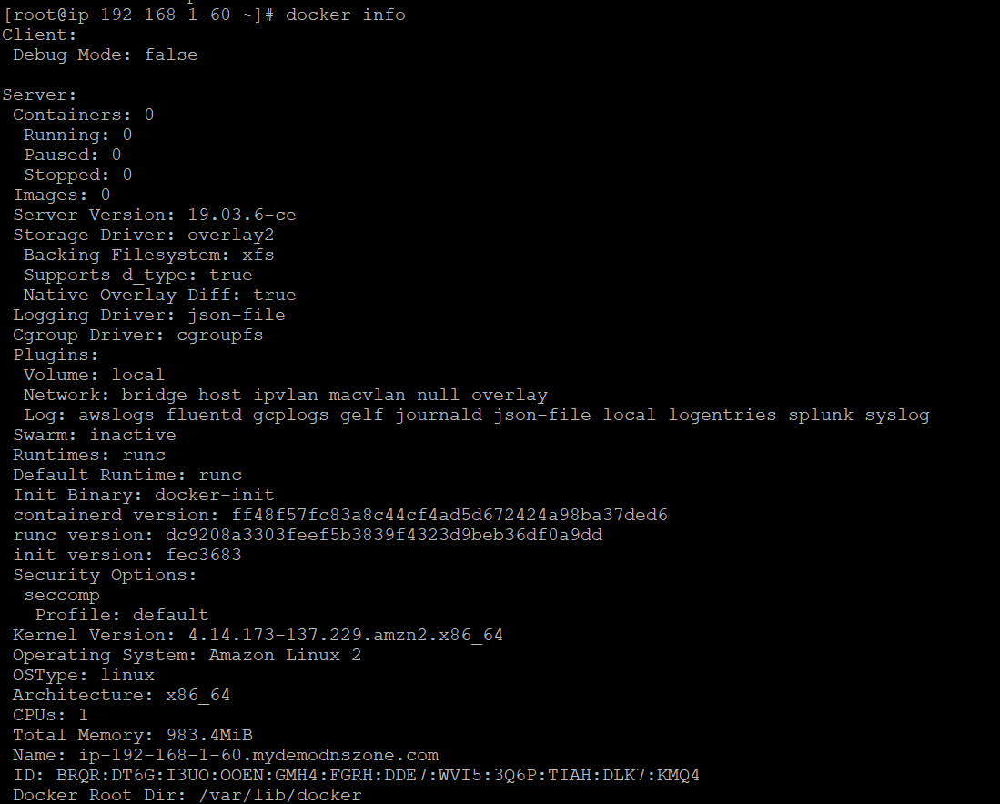 [root@ip-192-168-1-60 ~]# docker info
Client:
 Debug Mode: false

Server:
 Containers: 0
  Running: 0
  Paused: 0
  Stopped: 0
 Images: 0
 Server Version: 19.03.6-ce
 Storage Driver: overlay2
  Backing Filesystem: xfs
  Supports d_type: true
  Native Overlay Diff: true
 Logging Driver: json-file
 Cgroup Driver: cgroupfs
 Plugins:
  Volume: local
  Network: bridge host ipvlan macvlan null overlay
  Log: awslogs fluentd gcplogs gelf journald json-file local logentries splunk syslog
 Swarm: inactive
 Runtimes: runc
 Default Runtime: runc
 Init Binary: docker-init
 containerd version: ff48f57fc83a8c44cf4ad5d672424a98ba37ded6
 runc version: dc9208a3303feef5b3839f4323d9beb36df0a9dd
 init version: fec3683
 Security Options:
  seccomp
   Profile: default
 Kernel Version: 4.14.173-137.229.amzn2.x86_64
 Operating System: Amazon Linux 2
 OSType: linux
 Architecture: x86_64
 CPUs: 1
 Total Memory: 983.4MiB
 Name: ip-192-168-1-60.mydemodnszone.com
 ID: BRQR:DT6G:I3UO:OOEN:GMH4:FGRH:DDE7:WVI5:3Q6P:TIAH:DLK7:KMQ4
 Docker Root Dir: /var/lib/docker